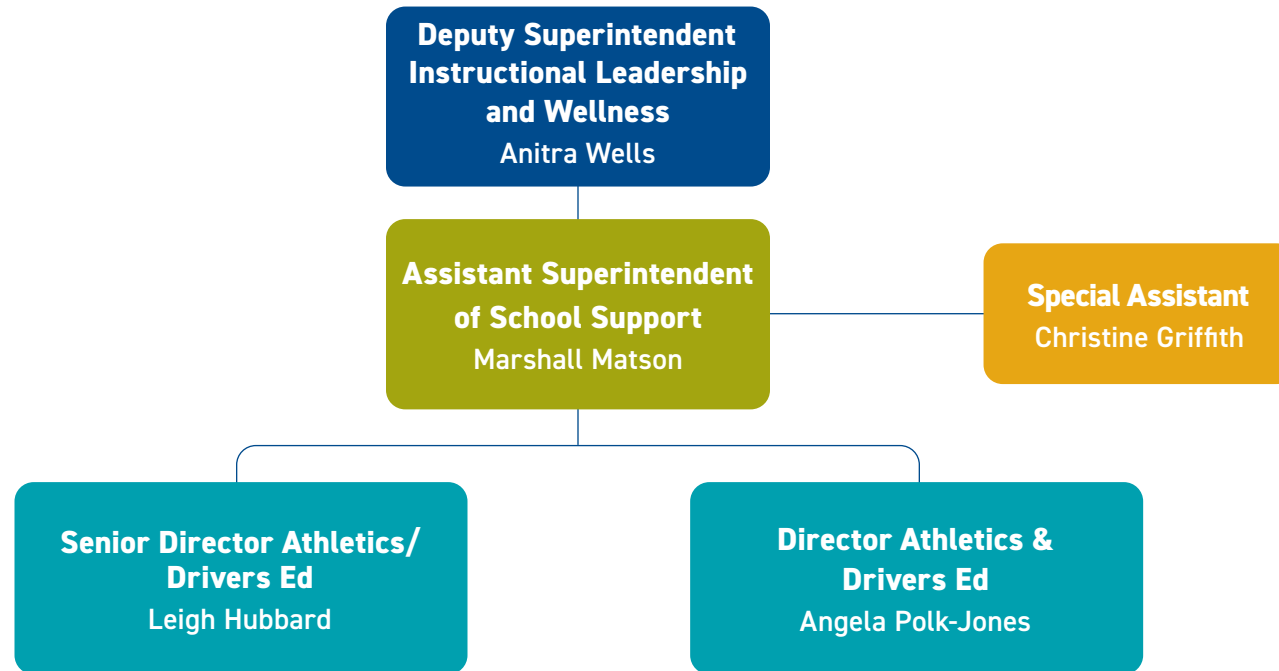 Deputy Superintendent
Instructional Leadership
and Wellness
Anitra Wells
Assistant Superintendent
of School Support
Marshall Matson
Special Assistant
Christine Griffith
Senior Director Athletics/
Drivers Ed
Leigh Hubbard
Director Athletics &
Drivers Ed
Angela Polk-Jones